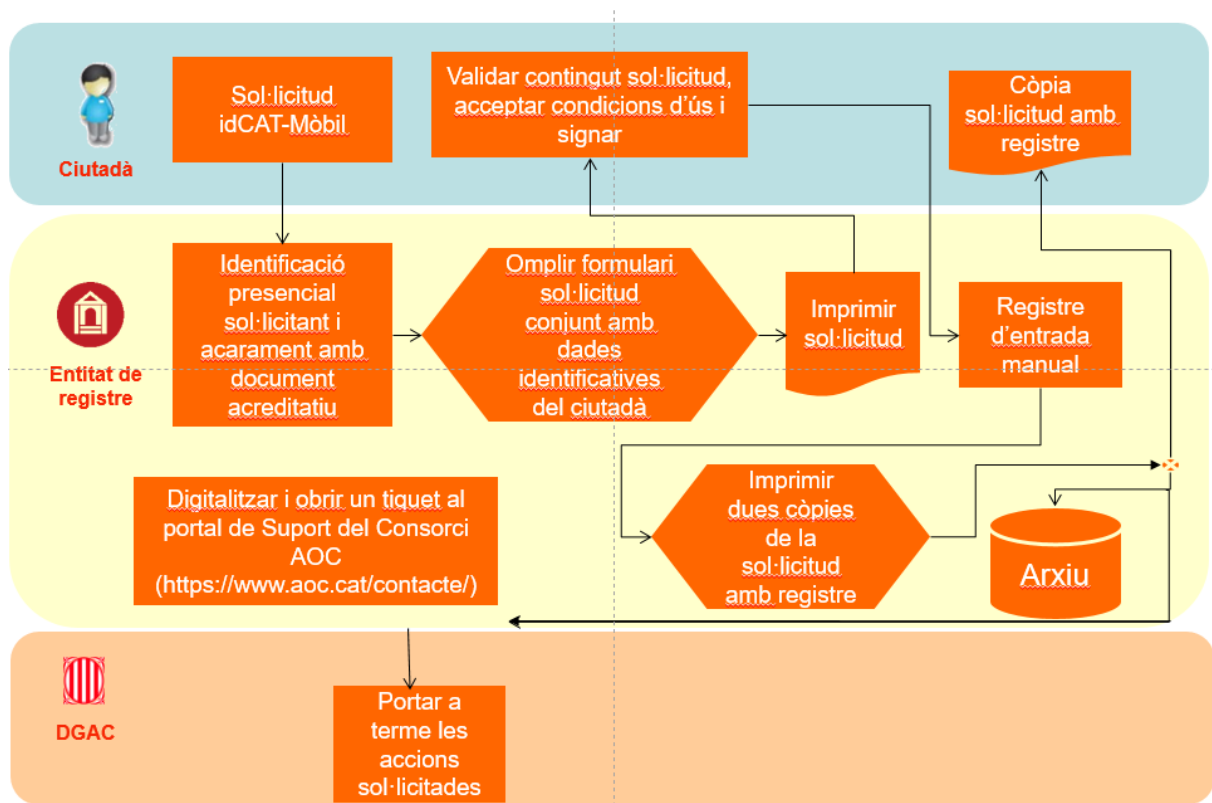 Sol·licitud
idCAT-Mòbil
Validar contingut sol·licitud,
acceptar condicions d'ús i
signar
Còpia
sol·licitud amb
registre
Ciutadà
Identificació
presencial
sol·licitant i
acarament amb
document
acreditatiu
Omplir formulari
sol·licitud
conjunt amb
dades
identificatives
del ciutadà
Imprimir
sol·licitud
Registre
d'entrada
manual
Entitat de
registre
Digitalitzar i obrir un tiquet al
portal de Suport del Consorci
AOC
(https://www.aoc.cat/contacte/)
Imprimir
dues còpies
de la
sol·licitud
amb registre
Arxiu
DGAC
Portar a
terme les
accions
sol·licitades